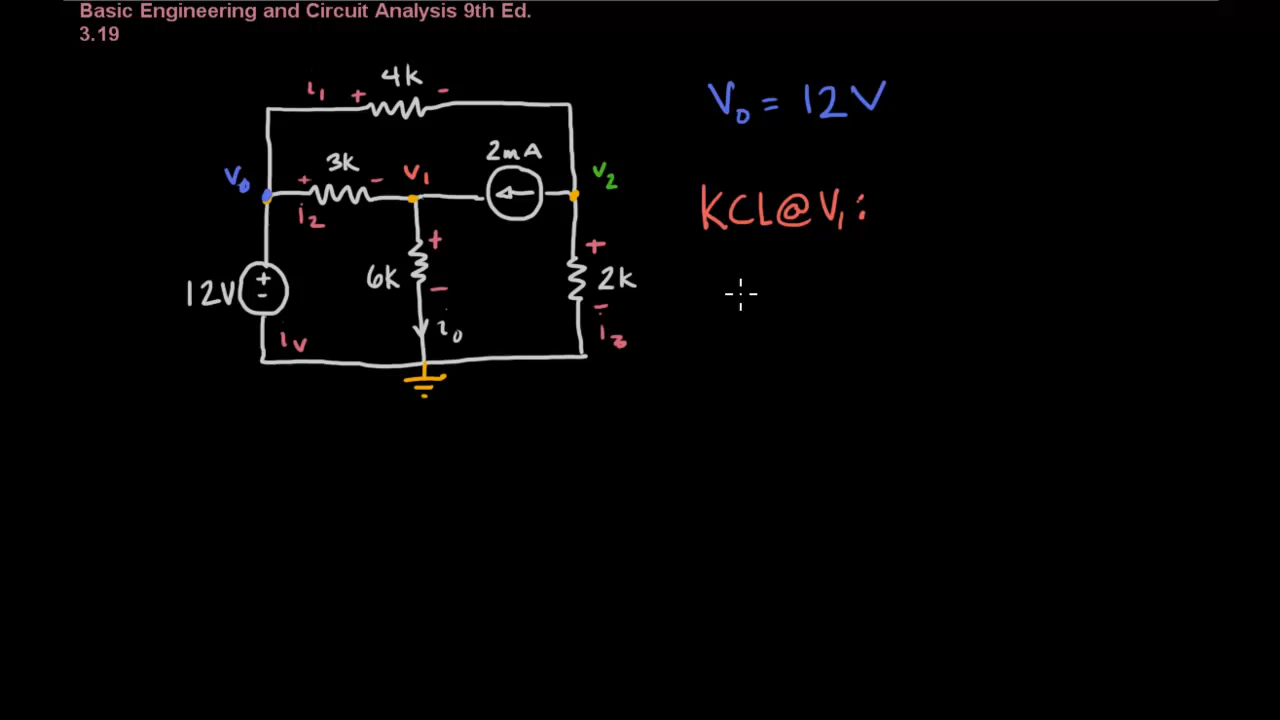 Basic Engineering and Circuit Analysis 9th Ed.
3.19
4k
i₁ + -
2mA
3k
V₁
V₂
V₀
+ -
i₂
V₀ = 12V
KCL@V₁:
+
6k
-
+
2k
-
12V
+
-
i₀
i₃
iᵥ